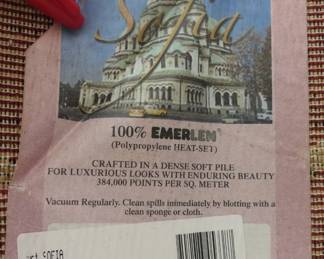 Sofia
100% EMERLEN®
(Polypropylene HEAT-SET)
CRAFTED IN A DENSE SOFT PILE
FOR LUXURIOUS LOOKS WITH ENDURING BEAUTY
384,000 POINTS PER SQ. METER
Vacuum Regularly. Clean spills immediately by blotting with a
clean sponge or cloth.
SOFIA